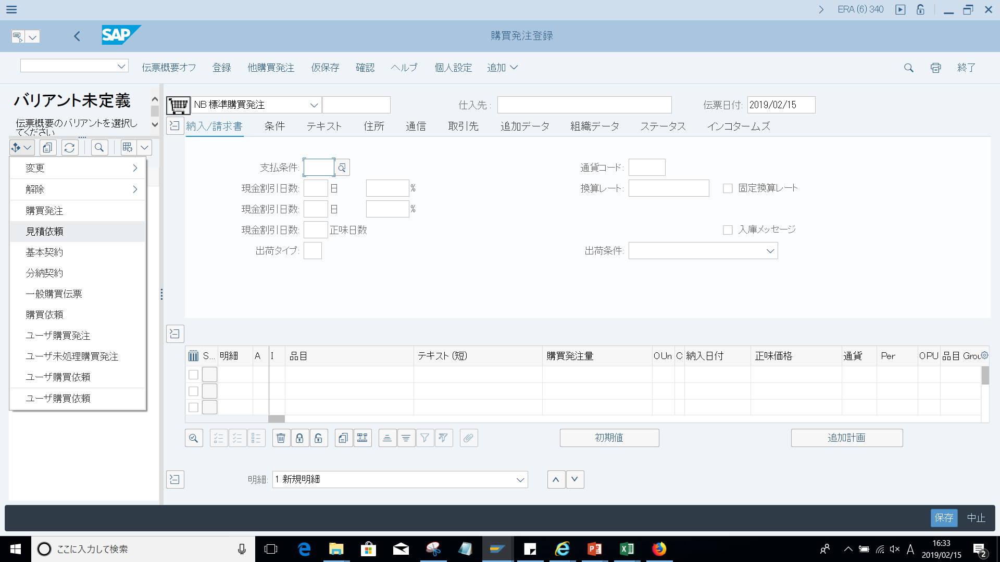 ERA (6) 340
SAP
購買発注登録
伝票概要オフ 登録 他購買発注 仮保存 確認 ヘルプ 個人設定 追加 終了
バリアント未定義
伝票概要のバリアントを選択し
てください
NB 標準購買発注 仕入先 : 伝票日付: 2019/02/15
納入/請求書 条件 テキスト 住所 通信 取引先 追加データ 組織データ ステータス インコタームズ
変更
解除
購買発注
見積依頼
基本契約
分納契約
一般購買伝票
購買依頼
ユーザ購買発注
ユーザ未処理購買発注
ユーザ購買依頼
ユーザ購買依頼
支払条件: 通貨コード:
現金割引日数: 日 % 換算レート: 固定換算レート
現金割引日数: 日 %
現金割引日数: 正味日数 入庫メッセージ
出荷タイプ: 出荷条件:
S... 明細 A I 品目 テキスト (短) 購買発注量 OUn C 納入日付 正味価格 通貨 Per OPU 品目 Grou
初期値 追加計画
明細: 1 新規明細
保存 中止
ここに入力して検索
A
16:33
2019/02/15
2